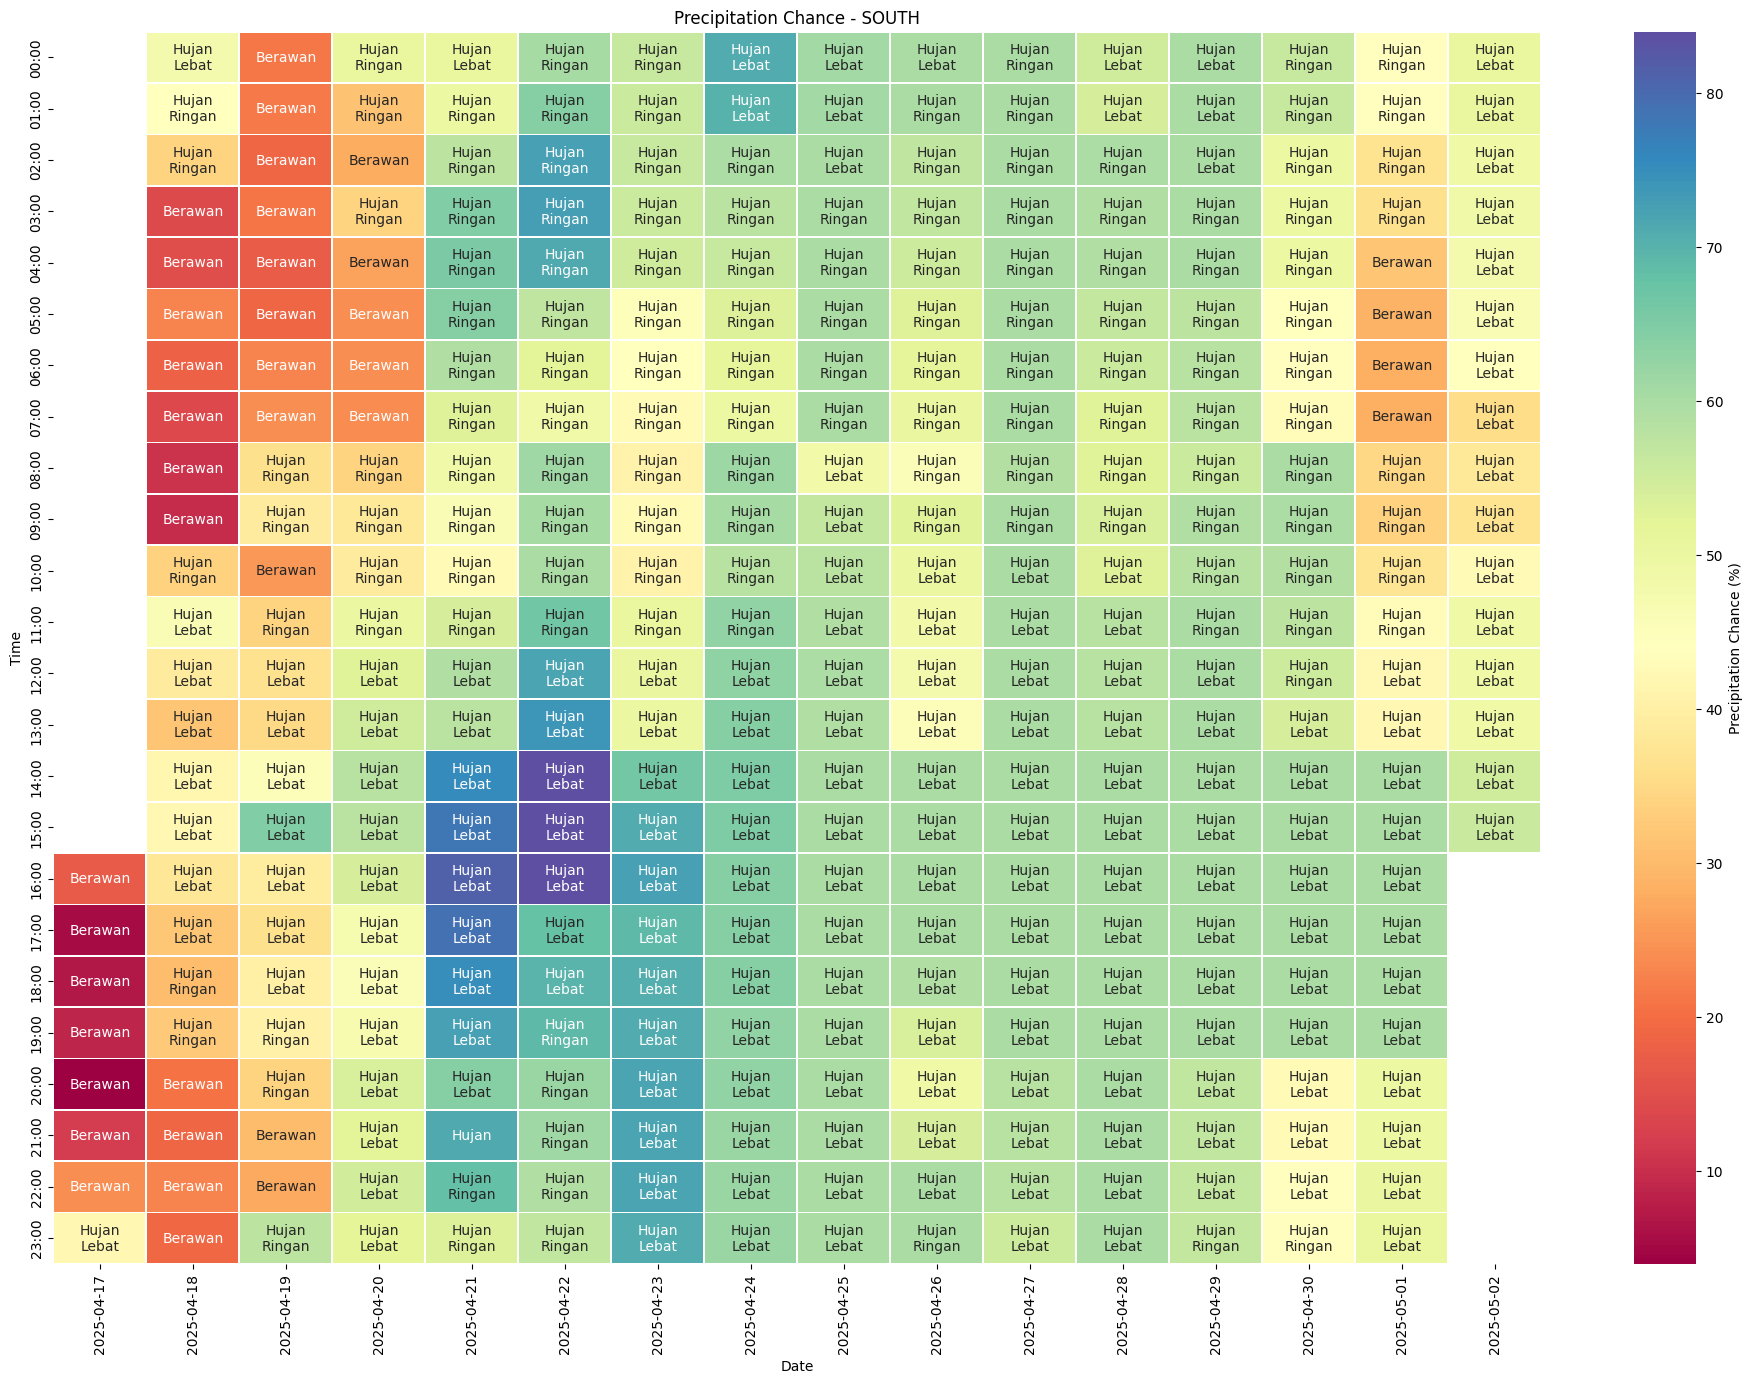 Precipitation Chance - SOUTH
00:00 Hujan Lebat Berawan Hujan Ringan Hujan Lebat Hujan Ringan Hujan Ringan Hujan Lebat Hujan Lebat Hujan Lebat Hujan Ringan Hujan Lebat Hujan Lebat Hujan Ringan Hujan Ringan Hujan Lebat
01:00 Hujan Ringan Berawan Hujan Ringan Hujan Ringan Hujan Ringan Hujan Ringan Hujan Lebat Hujan Lebat Hujan Ringan Hujan Ringan Hujan Lebat Hujan Lebat Hujan Ringan Hujan Ringan Hujan Lebat
02:00 Hujan Ringan Berawan Berawan Hujan Ringan Hujan Ringan Hujan Ringan Hujan Ringan Hujan Lebat Hujan Ringan Hujan Ringan Hujan Ringan Hujan Lebat Hujan Ringan Hujan Ringan Hujan Lebat
03:00 Berawan Berawan Hujan Ringan Hujan Ringan Hujan Ringan Hujan Ringan Hujan Ringan Hujan Ringan Hujan Ringan Hujan Ringan Hujan Ringan Hujan Ringan Hujan Ringan Hujan Ringan Hujan Lebat
04:00 Berawan Berawan Berawan Hujan Ringan Hujan Ringan Hujan Ringan Hujan Ringan Hujan Ringan Hujan Ringan Hujan Ringan Hujan Ringan Hujan Ringan Hujan Ringan Berawan Hujan Lebat
05:00 Berawan Berawan Berawan Hujan Ringan Hujan Ringan Hujan Ringan Hujan Ringan Hujan Ringan Hujan Ringan Hujan Ringan Hujan Ringan Hujan Ringan Hujan Ringan Berawan Hujan Lebat
06:00 Berawan Berawan Berawan Hujan Ringan Hujan Ringan Hujan Ringan Hujan Ringan Hujan Ringan Hujan Ringan Hujan Ringan Hujan Ringan Hujan Ringan Hujan Ringan Berawan Hujan Lebat
07:00 Berawan Berawan Berawan Hujan Ringan Hujan Ringan Hujan Ringan Hujan Ringan Hujan Ringan Hujan Ringan Hujan Ringan Hujan Ringan Hujan Ringan Hujan Ringan Berawan Hujan Lebat
08:00 Berawan Hujan Ringan Hujan Ringan Hujan Ringan Hujan Ringan Hujan Ringan Hujan Ringan Hujan Lebat Hujan Ringan Hujan Ringan Hujan Ringan Hujan Ringan Hujan Ringan Hujan Ringan Hujan Lebat
09:00 Berawan Hujan Ringan Hujan Ringan Hujan Ringan Hujan Ringan Hujan Ringan Hujan Ringan Hujan Lebat Hujan Ringan Hujan Ringan Hujan Ringan Hujan Ringan Hujan Ringan Hujan Ringan Hujan Lebat
10:00 Hujan Ringan Berawan Hujan Ringan Hujan Ringan Hujan Ringan Hujan Ringan Hujan Ringan Hujan Lebat Hujan Lebat Hujan Lebat Hujan Lebat Hujan Ringan Hujan Ringan Hujan Ringan Hujan Lebat
11:00 Hujan Lebat Hujan Ringan Hujan Ringan Hujan Ringan Hujan Ringan Hujan Ringan Hujan Ringan Hujan Lebat Hujan Lebat Hujan Lebat Hujan Lebat Hujan Ringan Hujan Ringan Hujan Ringan Hujan Lebat
12:00 Hujan Ringan Hujan Lebat Hujan Lebat Hujan Lebat Hujan Lebat Hujan Lebat Hujan Lebat Hujan Lebat Hujan Lebat Hujan Lebat Hujan Lebat Hujan Lebat Hujan Ringan Hujan Lebat Hujan Lebat
13:00 Hujan Lebat Hujan Lebat Hujan Lebat Hujan Lebat Hujan Lebat Hujan Lebat Hujan Lebat Hujan Lebat Hujan Lebat Hujan Lebat Hujan Lebat Hujan Lebat Hujan Lebat Hujan Lebat Hujan Lebat
14:00 Hujan Lebat Hujan Lebat Hujan Lebat Hujan Lebat Hujan Lebat Hujan Lebat Hujan Lebat Hujan Lebat Hujan Lebat Hujan Lebat Hujan Lebat Hujan Lebat Hujan Lebat Hujan Lebat Hujan Lebat
15:00 Hujan Lebat Hujan Lebat Hujan Lebat Hujan Lebat Hujan Lebat Hujan Lebat Hujan Lebat Hujan Lebat Hujan Lebat Hujan Lebat Hujan Lebat Hujan Lebat Hujan Lebat Hujan Lebat Hujan Lebat
16:00 Berawan Hujan Lebat Hujan Lebat Hujan Lebat Hujan Lebat Hujan Lebat Hujan Lebat Hujan Lebat Hujan Lebat Hujan Lebat Hujan Lebat Hujan Lebat Hujan Lebat Hujan Lebat Hujan Lebat
17:00 Berawan Hujan Lebat Hujan Lebat Hujan Lebat Hujan Lebat Hujan Lebat Hujan Lebat Hujan Lebat Hujan Lebat Hujan Lebat Hujan Lebat Hujan Lebat Hujan Lebat Hujan Lebat Hujan Lebat
18:00 Berawan Hujan Ringan Hujan Lebat Hujan Lebat Hujan Lebat Hujan Lebat Hujan Lebat Hujan Lebat Hujan Lebat Hujan Lebat Hujan Lebat Hujan Lebat Hujan Lebat Hujan Lebat Hujan Lebat
19:00 Berawan Hujan Ringan Hujan Ringan Hujan Lebat Hujan Lebat Hujan Ringan Hujan Lebat Hujan Lebat Hujan Lebat Hujan Lebat Hujan Lebat Hujan Lebat Hujan Lebat Hujan Lebat Hujan Lebat
20:00 Berawan Berawan Hujan Ringan Hujan Lebat Hujan Lebat Hujan Ringan Hujan Lebat Hujan Lebat Hujan Lebat Hujan Lebat Hujan Lebat Hujan Lebat Hujan Lebat Hujan Lebat Hujan Lebat
21:00 Berawan Berawan Berawan Hujan Lebat Hujan Hujan Ringan Hujan Lebat Hujan Lebat Hujan Lebat Hujan Lebat Hujan Lebat Hujan Lebat Hujan Lebat Hujan Lebat Hujan Lebat
22:00 Berawan Berawan Berawan Hujan Lebat Hujan Ringan Hujan Ringan Hujan Lebat Hujan Lebat Hujan Lebat Hujan Lebat Hujan Lebat Hujan Lebat Hujan Lebat Hujan Lebat Hujan Lebat
23:00 Hujan Lebat Berawan Hujan Ringan Hujan Lebat Hujan Ringan Hujan Ringan Hujan Lebat Hujan Lebat Hujan Lebat Hujan Ringan Hujan Lebat Hujan Lebat Hujan Lebat Hujan Ringan Hujan Lebat
Time
2025-04-17 2025-04-18 2025-04-19 2025-04-20 2025-04-21 2025-04-22 2025-04-23 2025-04-24 2025-04-25 2025-04-26 2025-04-27 2025-04-28 2025-04-29 2025-04-30 2025-05-01 2025-05-02
Date
80
70
60
50
40
30
20
10
Precipitation Chance (%)